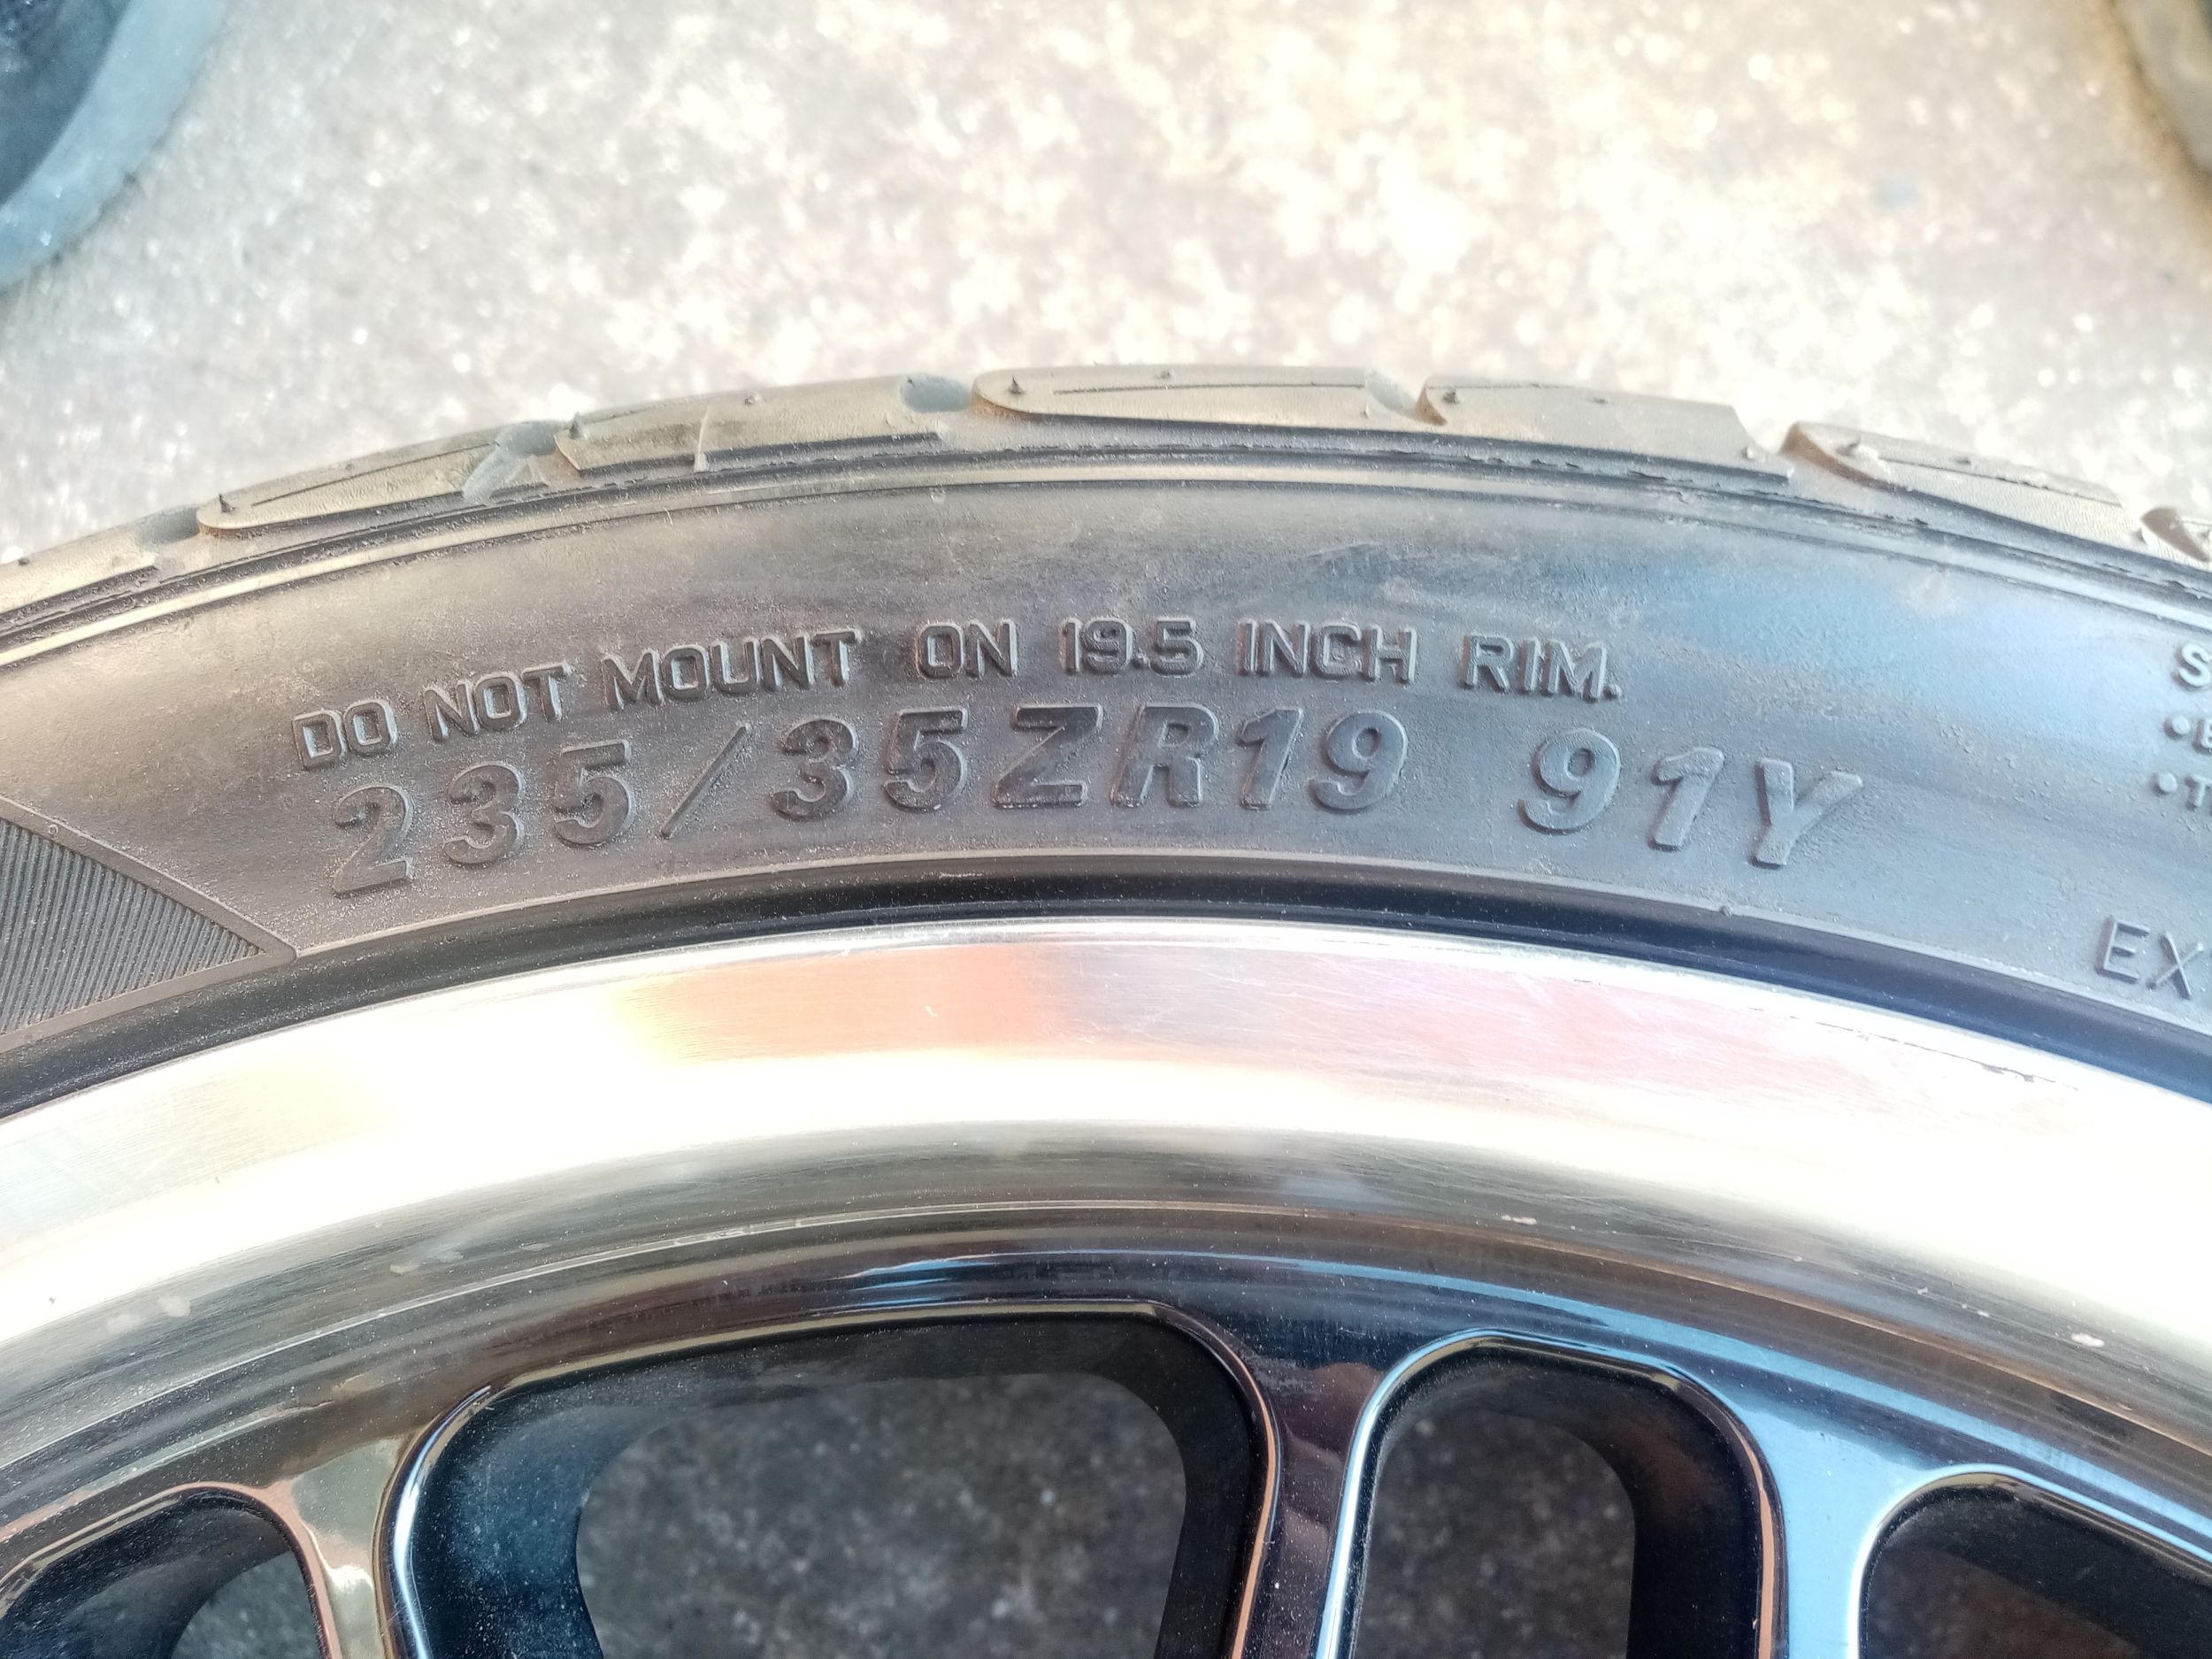 DO NOT MOUNT ON 19.5 INCH RIM.
235/35ZR19 91Y